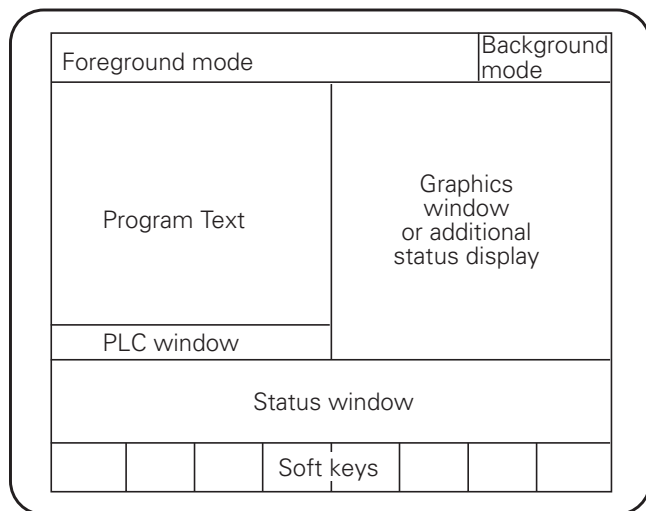 Foreground mode
Background
mode
Program Text
Graphics
window
or additional
status display
PLC window
Status window
Soft keys